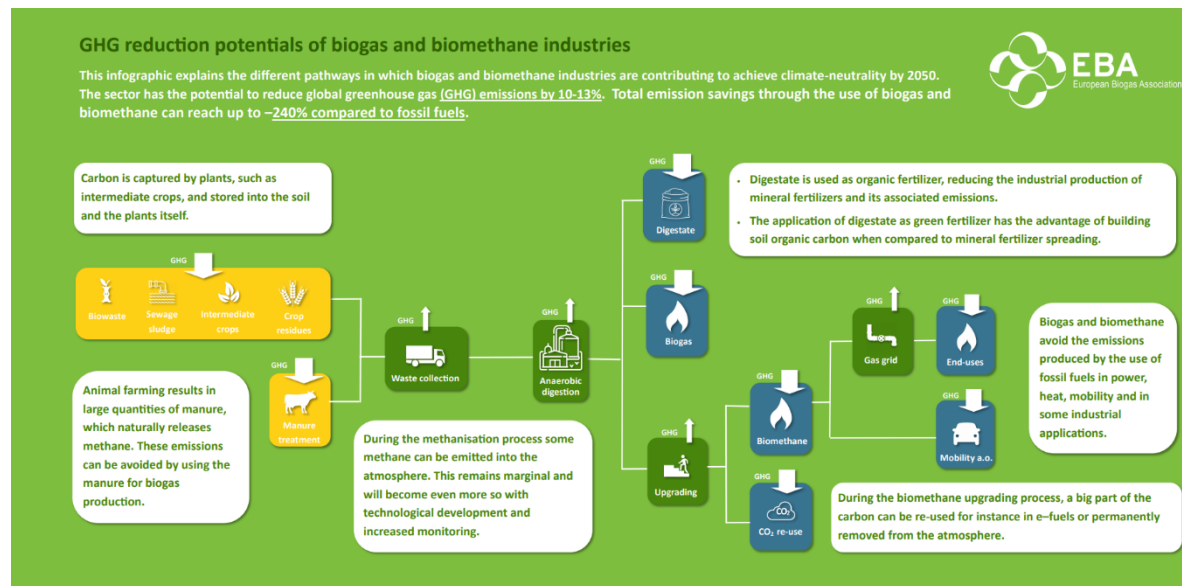 GHG reduction potentials of biogas and biomethane industries
This infographic explains the different pathways in which biogas and biomethane industries are contributing to achieve climate-neutrality by 2050.
The sector has the potential to reduce global greenhouse gas (GHG) emissions by 10-13%. Total emission savings through the use of biogas and
biomethane can reach up to –240% compared to fossil fuels.
EBA
European Biogas Association
Carbon is captured by plants, such as
intermediate crops, and stored into the soil
and the plants itself.
GHG
Biowaste
Sewage
sludge
Intermediate
crops
Crop
residues
GHG
Manure
treatment
Animal farming results in
large quantities of manure,
which naturally releases
methane. These emissions
can be avoided by using the
manure for biogas
production.
GHG
Waste collection
GHG
Anaerobic
digestion
During the methanisation process some
methane can be emitted into the
atmosphere. This remains marginal and
will become even more so with
technological development and
increased monitoring.
GHG
Digestate
• Digestate is used as organic fertilizer, reducing the industrial production of
mineral fertilizers and its associated emissions.
• The application of digestate as green fertilizer has the advantage of building
soil organic carbon when compared to mineral fertilizer spreading.
GHG
Biogas
GHG
Upgrading
GHG
Biomethane
GHG
CO₂
CO₂ re-use
GHG
Gas grid
GHG
End-uses
GHG
Mobility a.o.
Biogas and biomethane
avoid the emissions
produced by the use of
fossil fuels in power,
heat, mobility and in
some industrial
applications.
During the biomethane upgrading process, a big part of the
carbon can be re-used for instance in e–fuels or permanently
removed from the atmosphere.